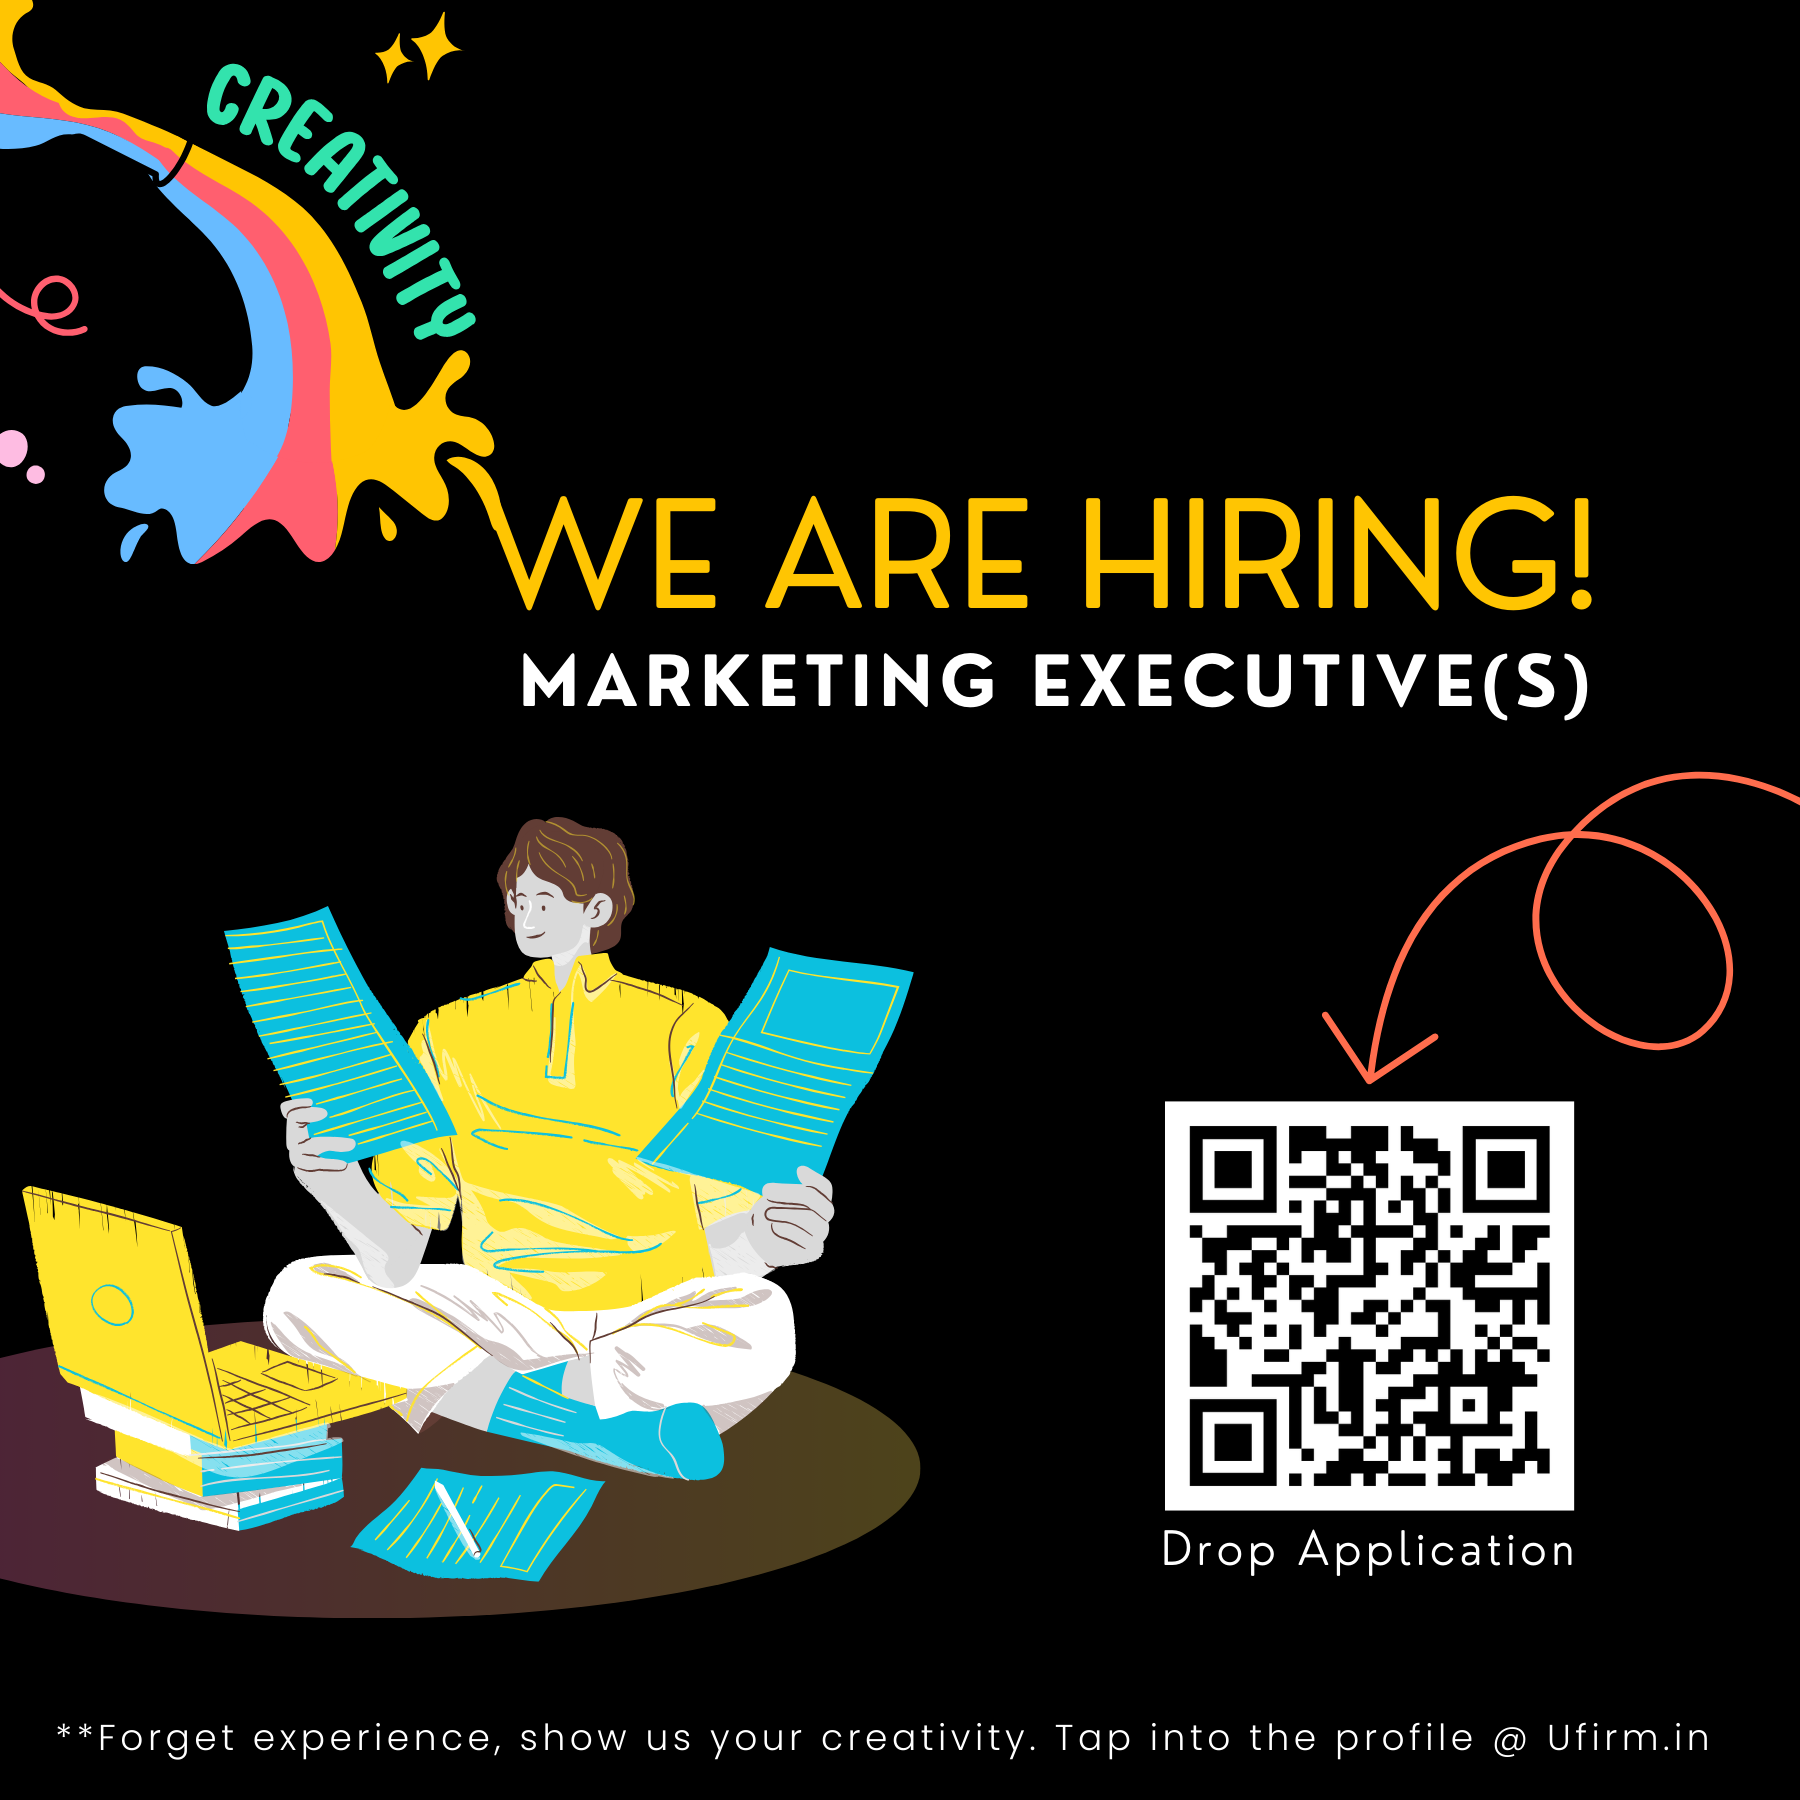 CREATIVITY
WE ARE HIRING!
MARKETING EXECUTIVE(S)
Drop Application
**Forget experience, show us your creativity. Tap into the profile @ Ufirm.in